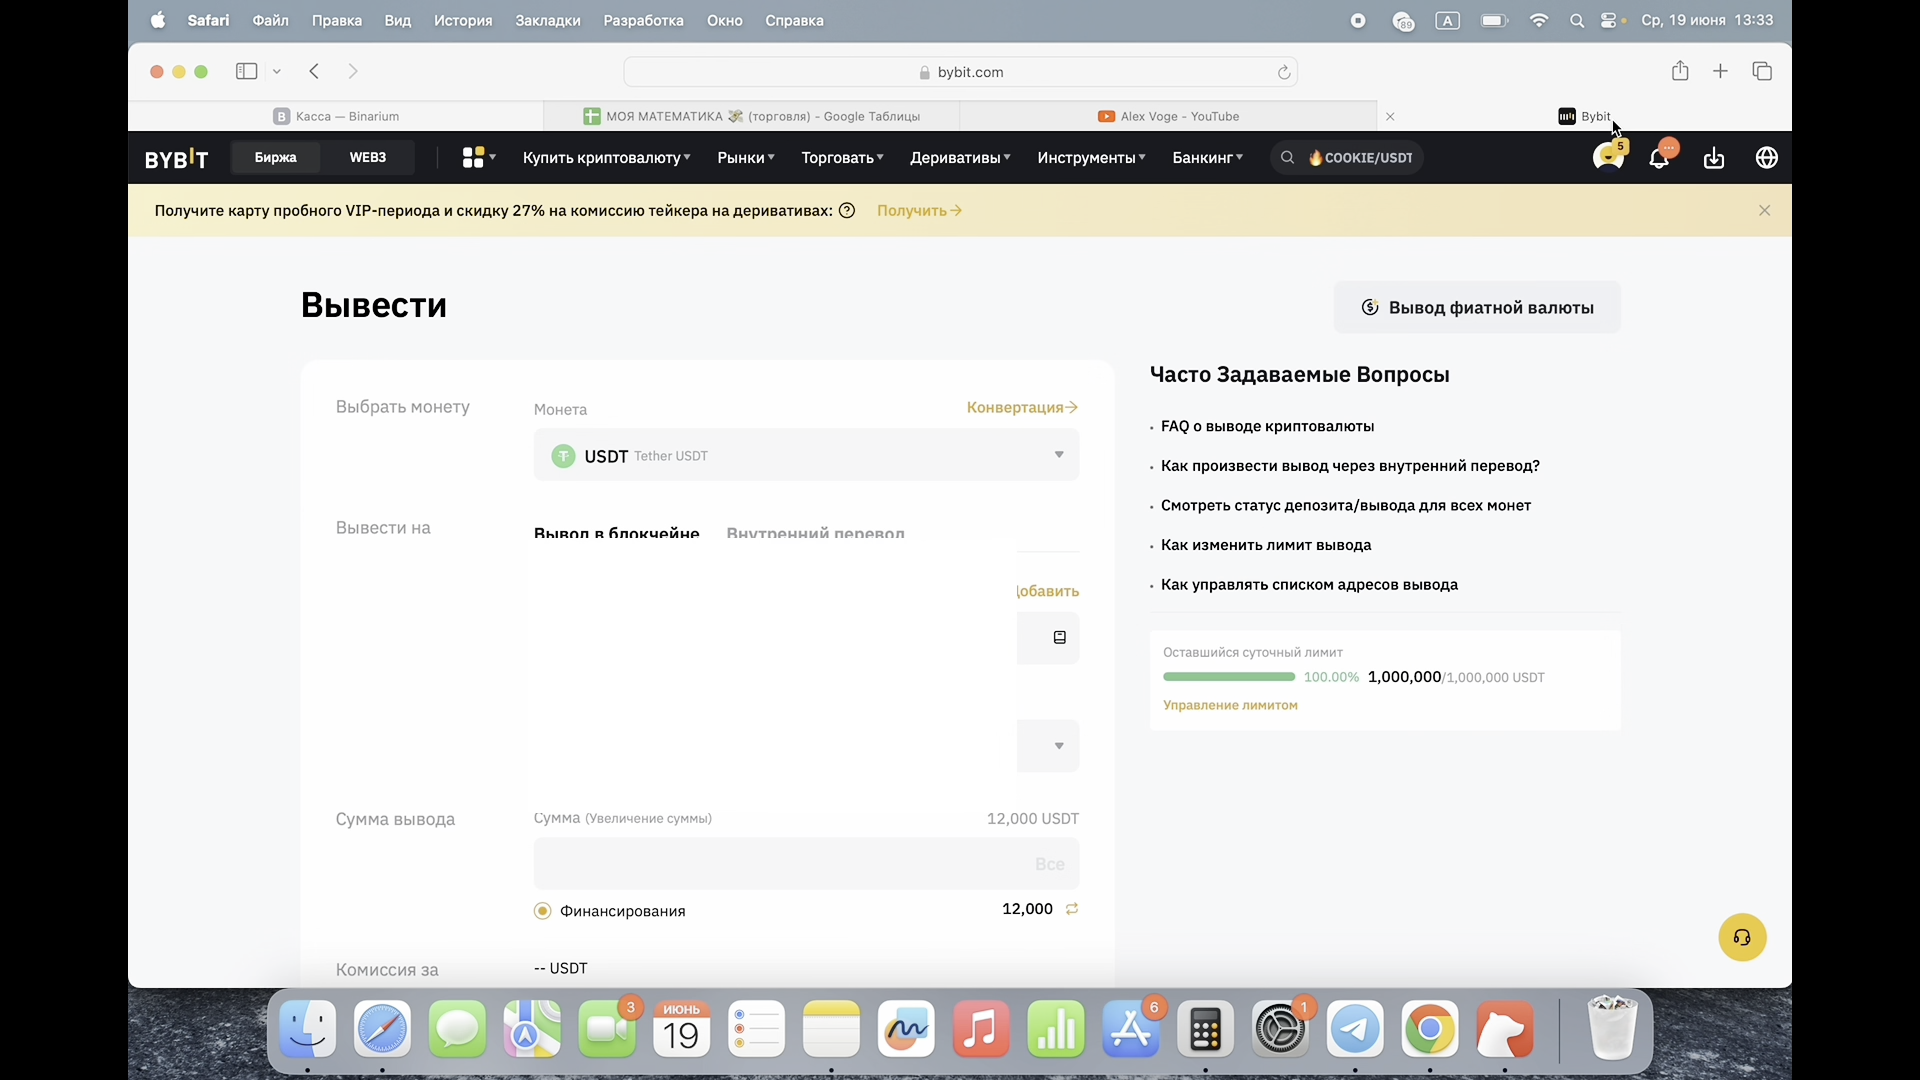 Safari Файл Правка Вид История Закладки Разработка Окно Справка
89 A Ср, 19 июня 13:33
bybit.com
B Касса — Binarium
МОЯ МАТЕМАТИКА 💸 (торговля) - Google Таблицы
Alex Voge - YouTube
Bybit
BYBIT Биржа WEB3 Купить криптовалюту Рынки Торговать Деривативы Инструменты Банкинг 🔥COOKIE/USDT 5
Получите карту пробного VIP-периода и скидку 27% на комиссию тейкера на деривативах: Получить
Вывести
Вывод фиатной валюты
Выбрать монету
Монета
Конвертация
USDT Tether USDT
Вывести на
Вывод в блокчейне Внутренний перевод
Добавить
Сумма вывода
Сумма (Увеличение суммы)
12,000 USDT
Все
Финансирования
12,000
Комиссия за
-- USDT
Часто Задаваемые Вопросы
FAQ о выводе криптовалюты
Как произвести вывод через внутренний перевод?
Смотреть статус депозита/вывода для всех монет
Как изменить лимит вывода
Как управлять списком адресов вывода
Оставшийся суточный лимит
100.00% 1,000,000/1,000,000 USDT
Управление лимитом
3
ИЮНЬ
19
6
1